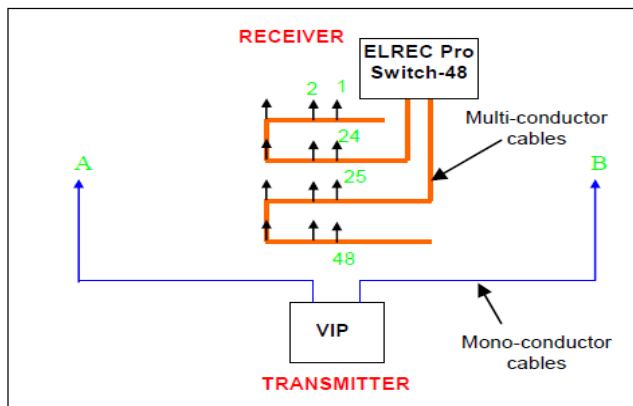 RECEIVER
ELREC Pro
Switch-48
2
1
24
Multi-conductor
cables
25
A
B
48
VIP
Mono-conductor
cables
TRANSMITTER